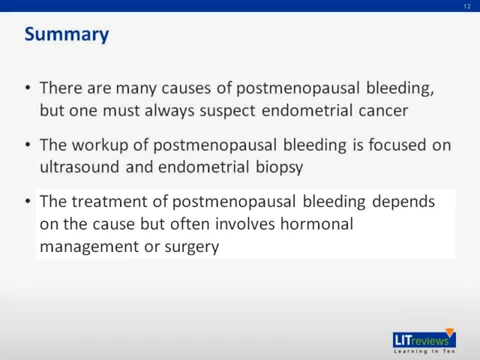 12
Summary
• There are many causes of postmenopausal bleeding,
but one must always suspect endometrial cancer
• The workup of postmenopausal bleeding is focused on
ultrasound and endometrial biopsy
• The treatment of postmenopausal bleeding depends
on the cause but often involves hormonal
management or surgery
LITreviews
Learning in Ten